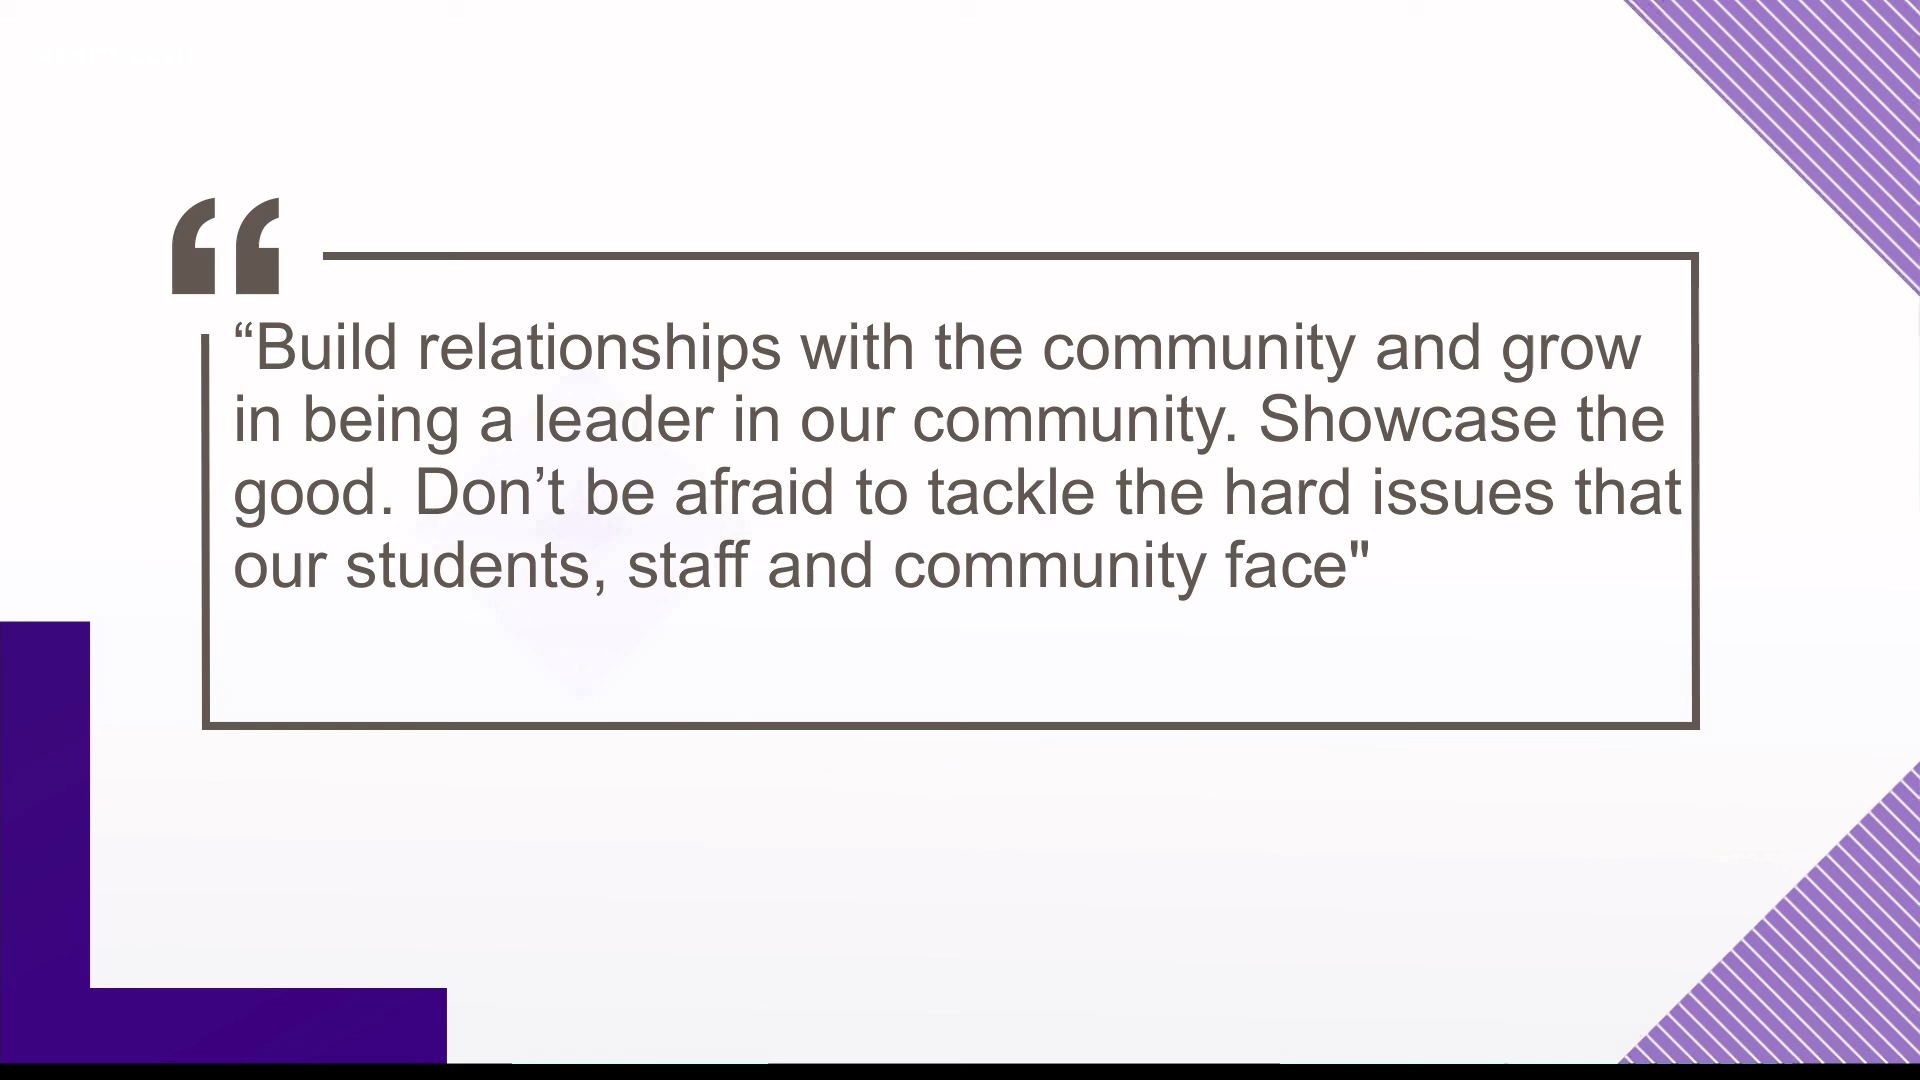 “Build relationships with the community and grow
in being a leader in our community. Showcase the
good. Don’t be afraid to tackle the hard issues that
our students, staff and community face"